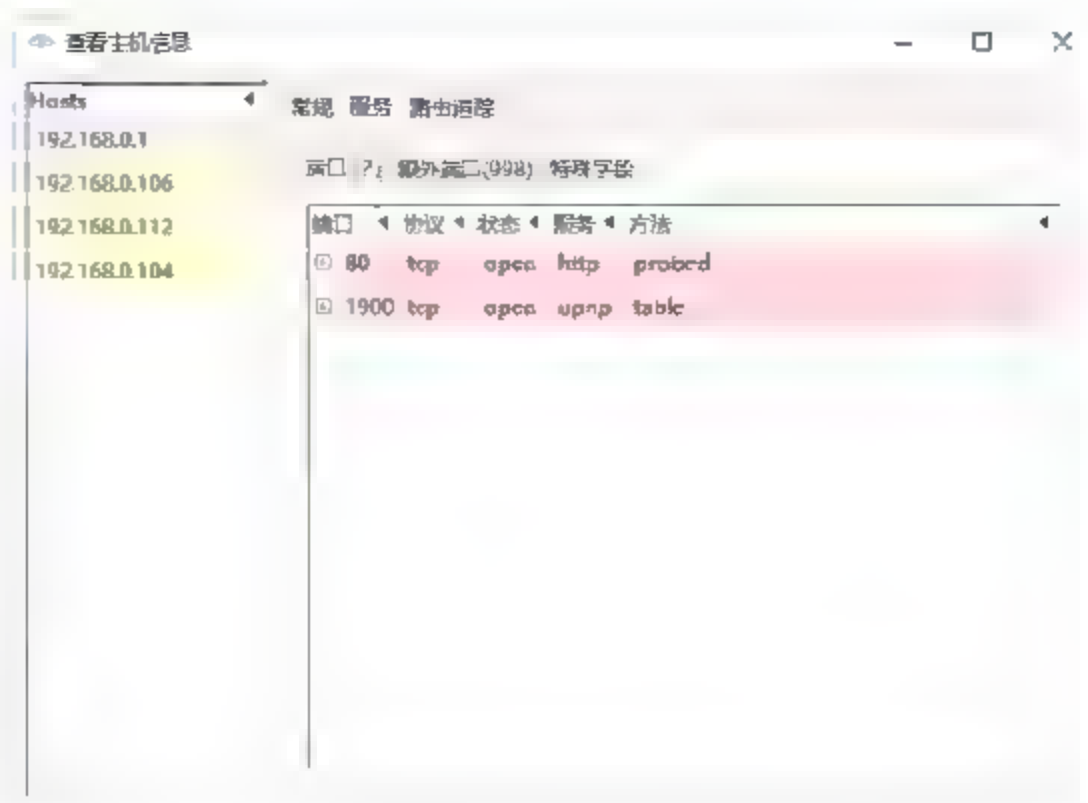 查看主机信息
Hosts
192.168.0.1
192.168.0.106
192.168.0.112
192.168.0.104
常规 服务 路由追踪
端口 额外端口(998) 特殊字段
端口 协议 状态 服务 方法
80 tcp open http probed
1900 tcp open upnp table